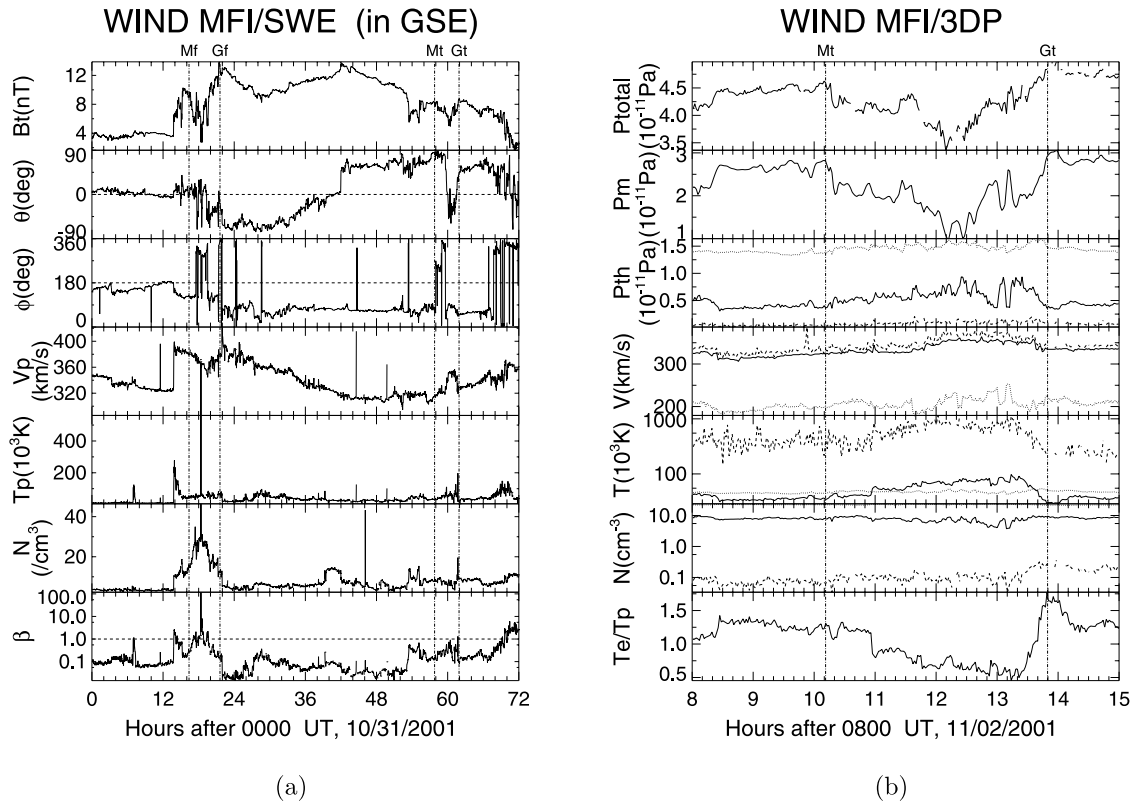 WIND MFI/SWE (in GSE)
Mf Gf Mt Gt
Bt(nT)
12
8
4
θ(deg)
90
0
-90
ϕ(deg)
360
180
0
Vp
(km/s)
400
360
320
Tp(10³K)
400
200
N
(/cm³)
40
20
β
100.0
10.0
1.0
0.1
0 12 24 36 48 60 72
Hours after 0000 UT, 10/31/2001
(a)
WIND MFI/3DP
Mt Gt
Ptotal
(10⁻¹¹Pa)
4.5
4.0
3.5
Pm
(10⁻¹¹Pa)
3
2
1
Pth
(10⁻¹¹Pa)
1.5
1.0
0.5
V(km/s)
300
200
T(10³K)
1000
100
N(cm⁻³)
10.0
1.0
0.1
Te/Tp
1.5
1.0
0.5
8 9 10 11 12 13 14 15
Hours after 0800 UT, 11/02/2001
(b)